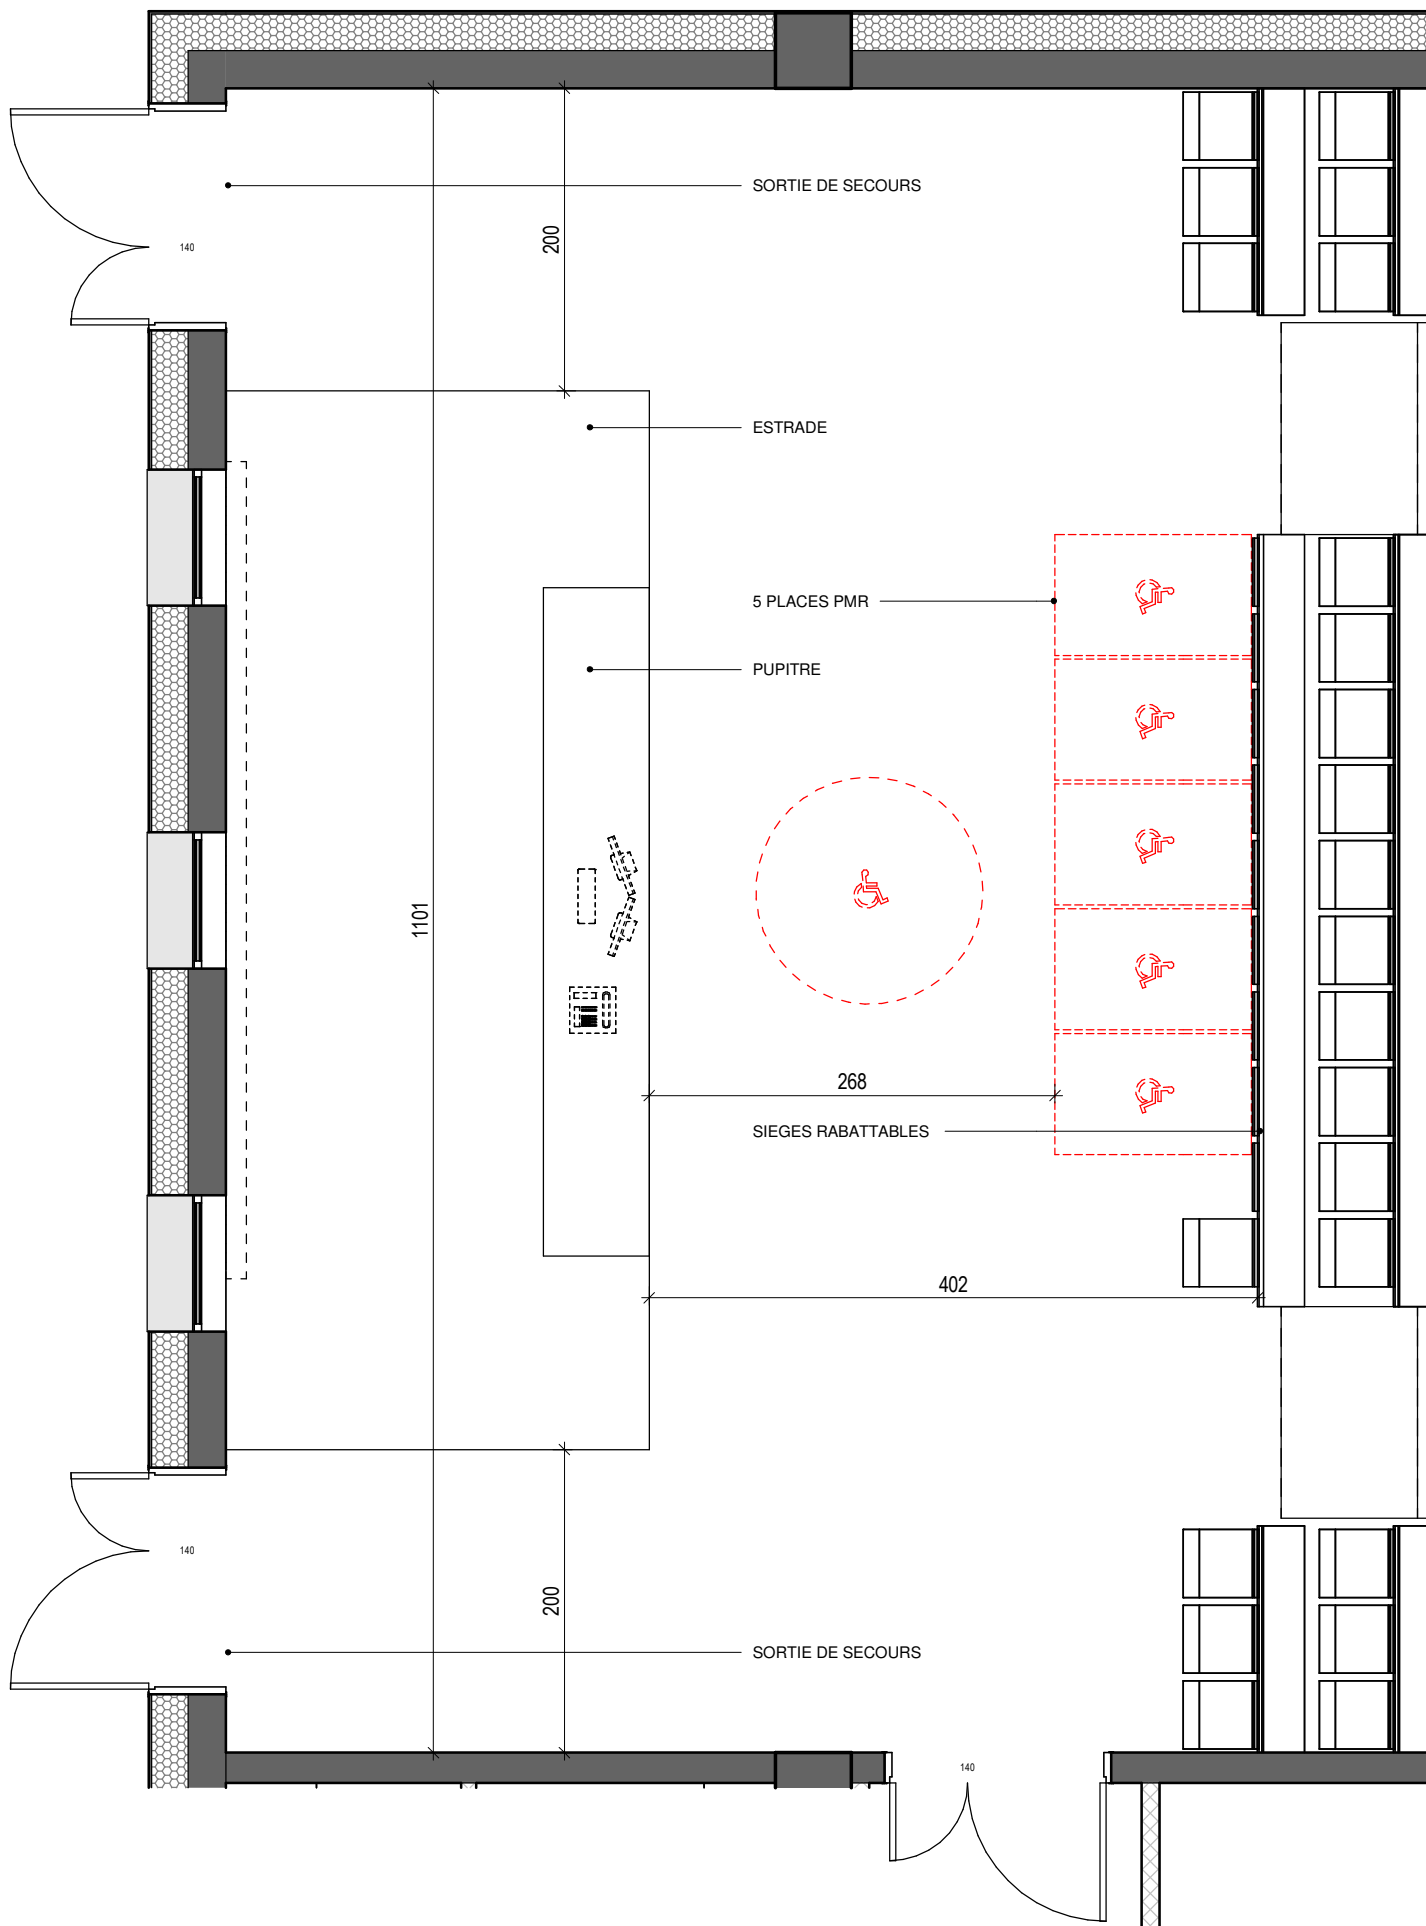 SORTIE DE SECOURS
200
140
ESTRADE
5 PLACES PMR
PUPITRE
1101
268
SIEGES RABATTABLES
402
140
200
SORTIE DE SECOURS
140